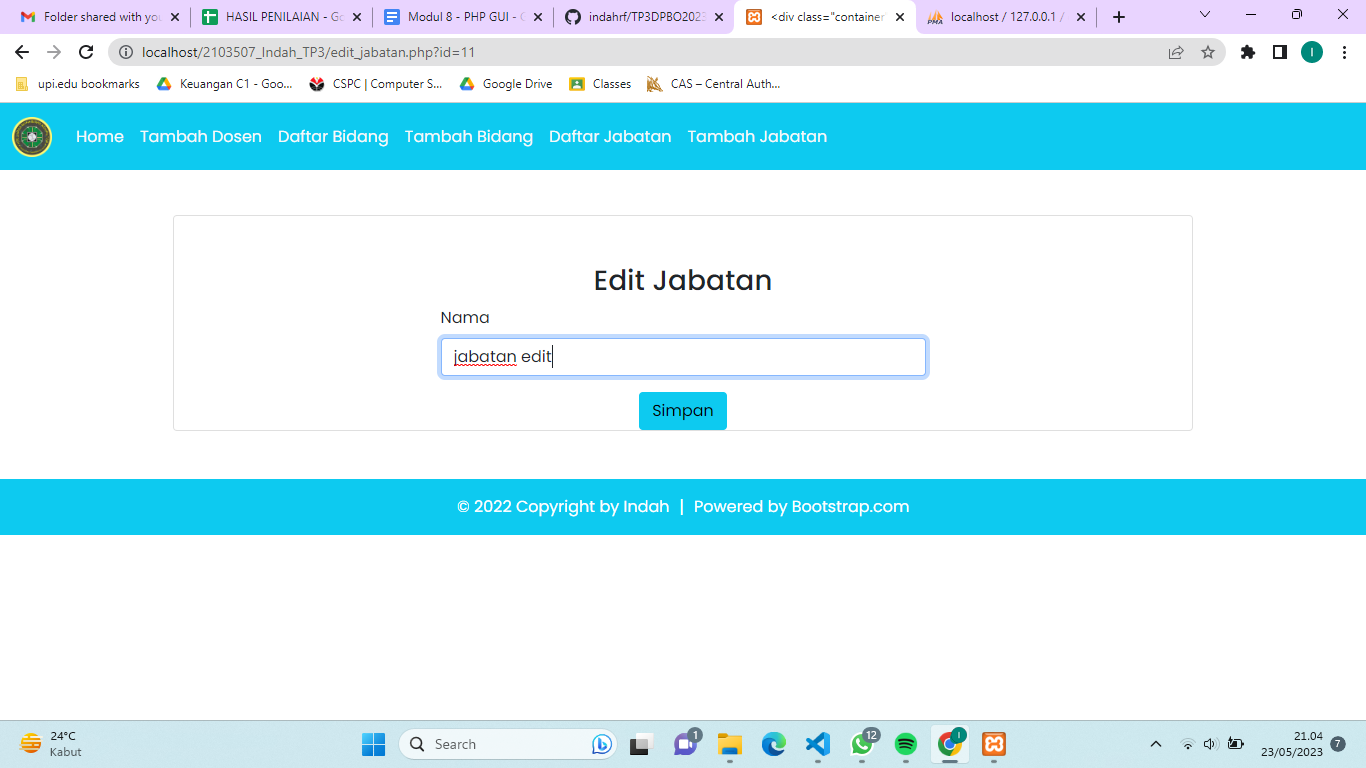 Folder shared with you
HASIL PENILAIAN - Go
Modul 8 - PHP GUI - G
indahrf/TP3DPBO2023
<div class="container
localhost / 127.0.0.1 /
localhost/2103507_Indah_TP3/edit_jabatan.php?id=11
I
upi.edu bookmarks
Keuangan C1 - Goo...
CSPC | Computer S...
Google Drive
Classes
CAS – Central Auth...
Home Tambah Dosen Daftar Bidang Tambah Bidang Daftar Jabatan Tambah Jabatan
Edit Jabatan
Nama
jabatan edit
Simpan
© 2022 Copyright by Indah | Powered by Bootstrap.com
24°C
Kabut
Search
1
12
I
21.04
23/05/2023
7